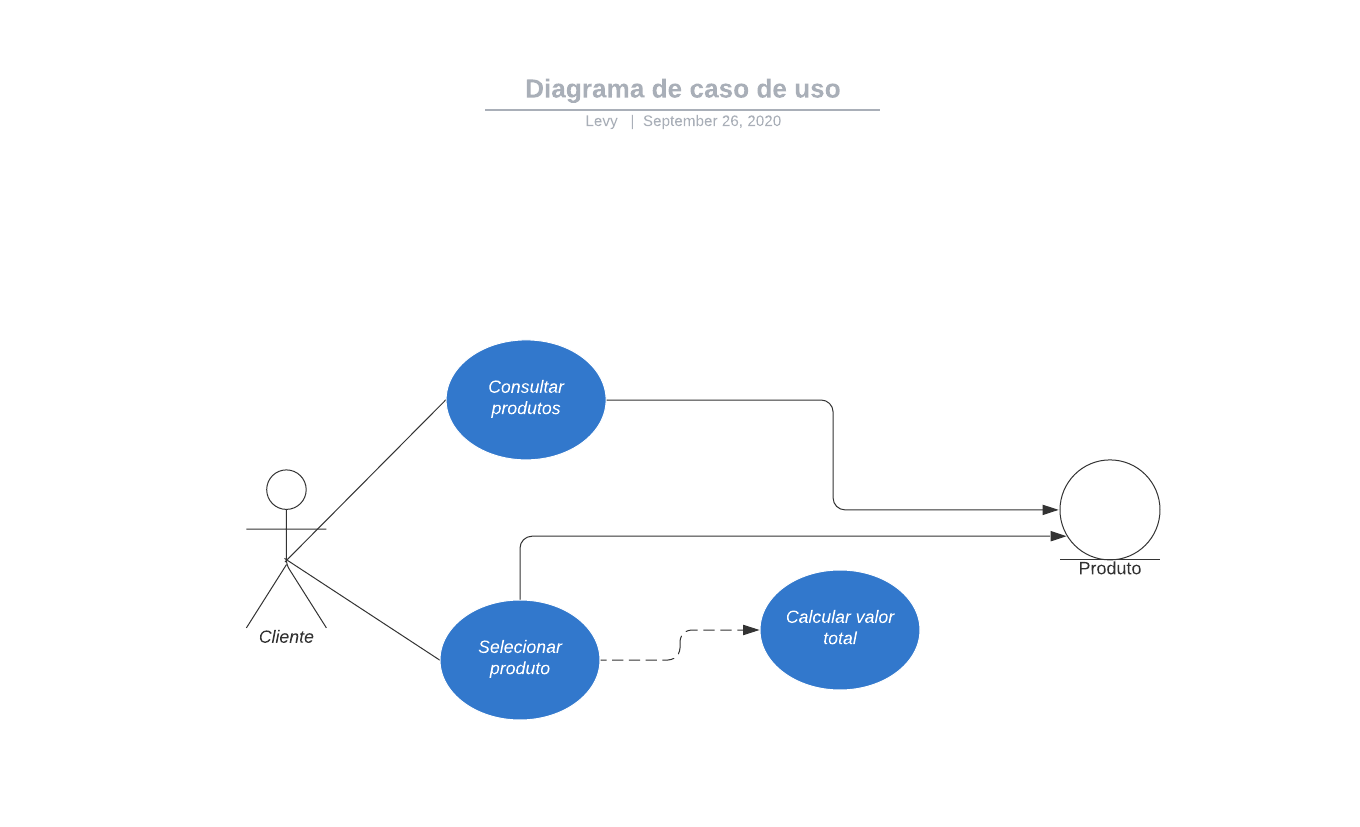 Diagrama de caso de uso
Levy | September 26, 2020
Consultar
produtos
Produto
Calcular valor
total
Cliente
Selecionar
produto